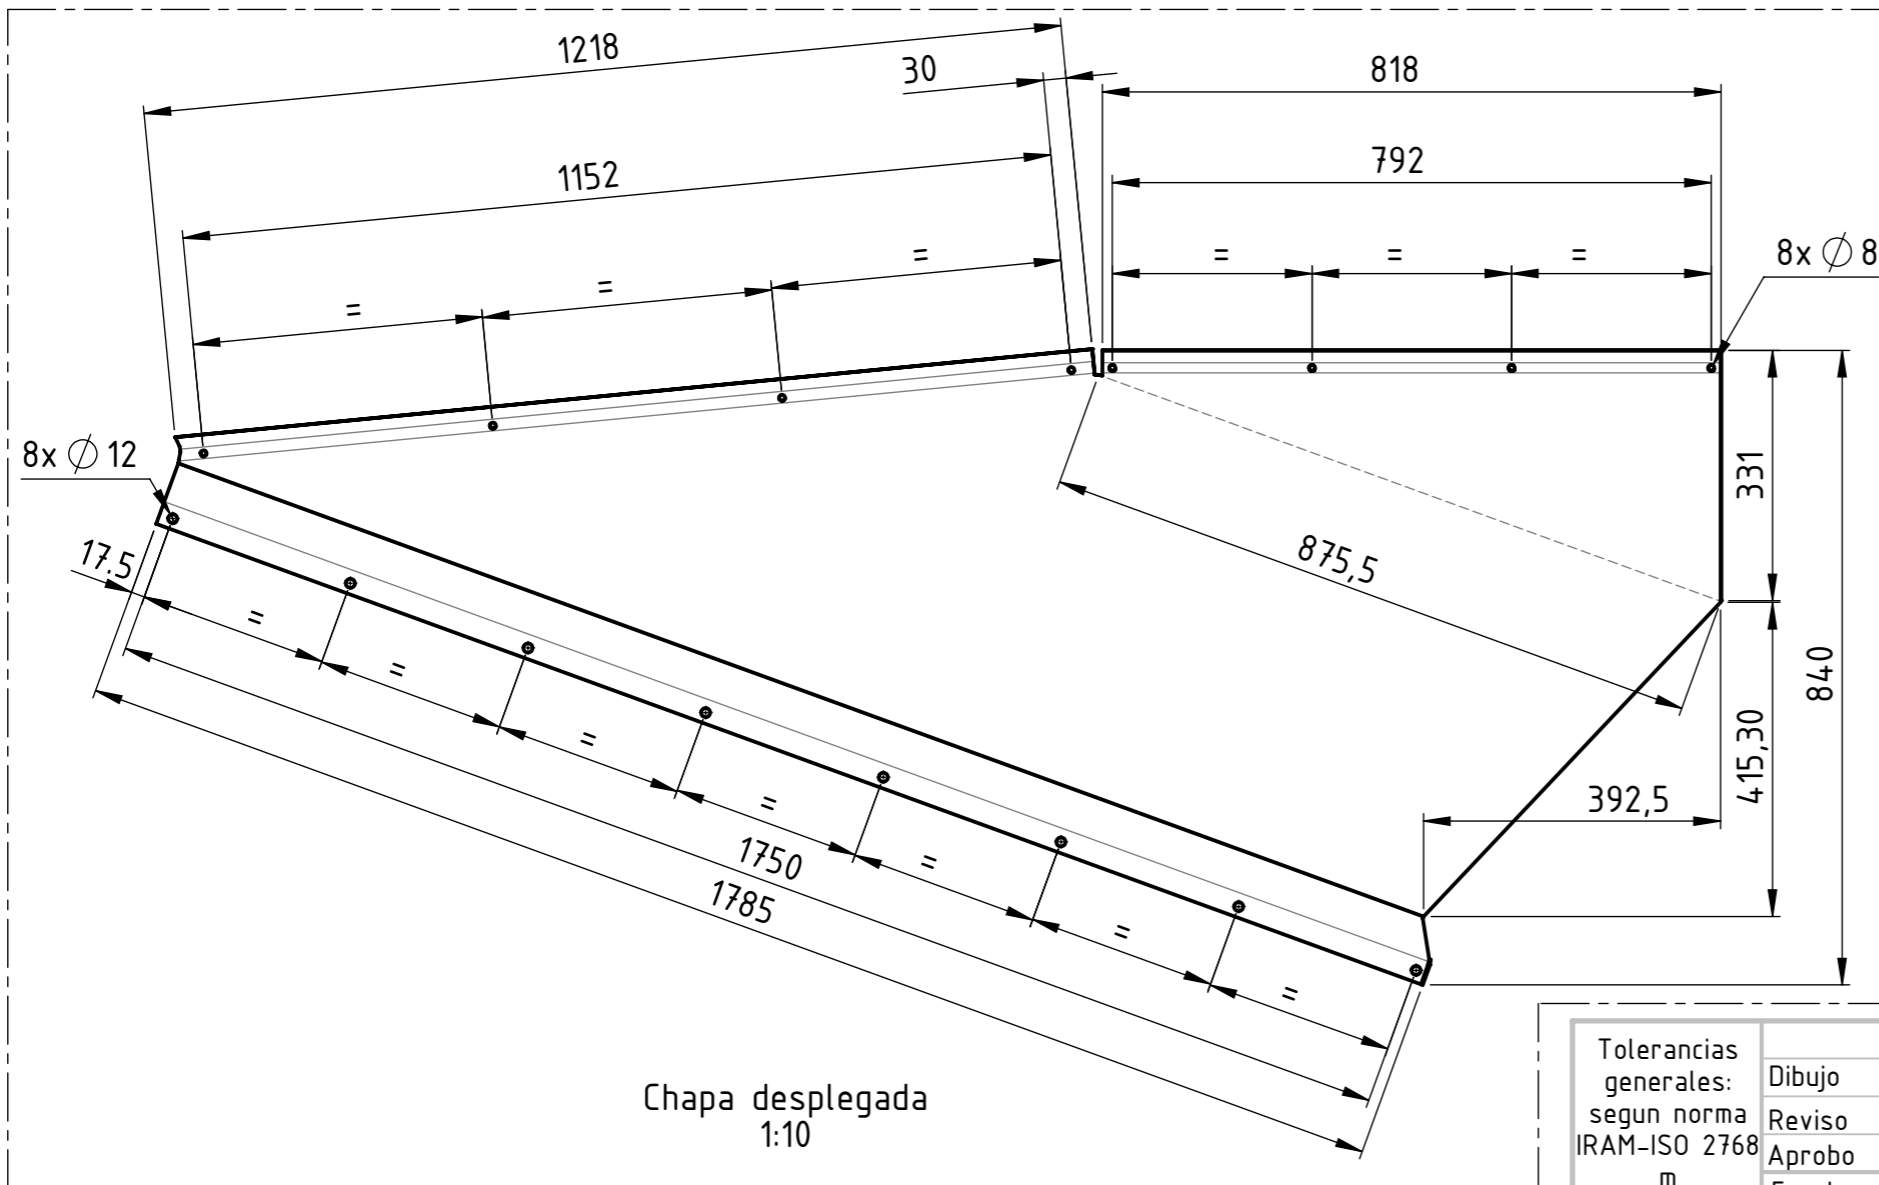 1218
30
818
1152
792
=
=
=
=
=
=
8x ∅ 8
8x ∅ 12
331
17.5
875,5
=
=
=
=
=
=
=
840
415,30
392,5
1750
1785
Chapa desplegada
1:10
Tolerancias
generales:
segun norma
IRAM-ISO 2768
m
Dibujo
Reviso
Aprobo